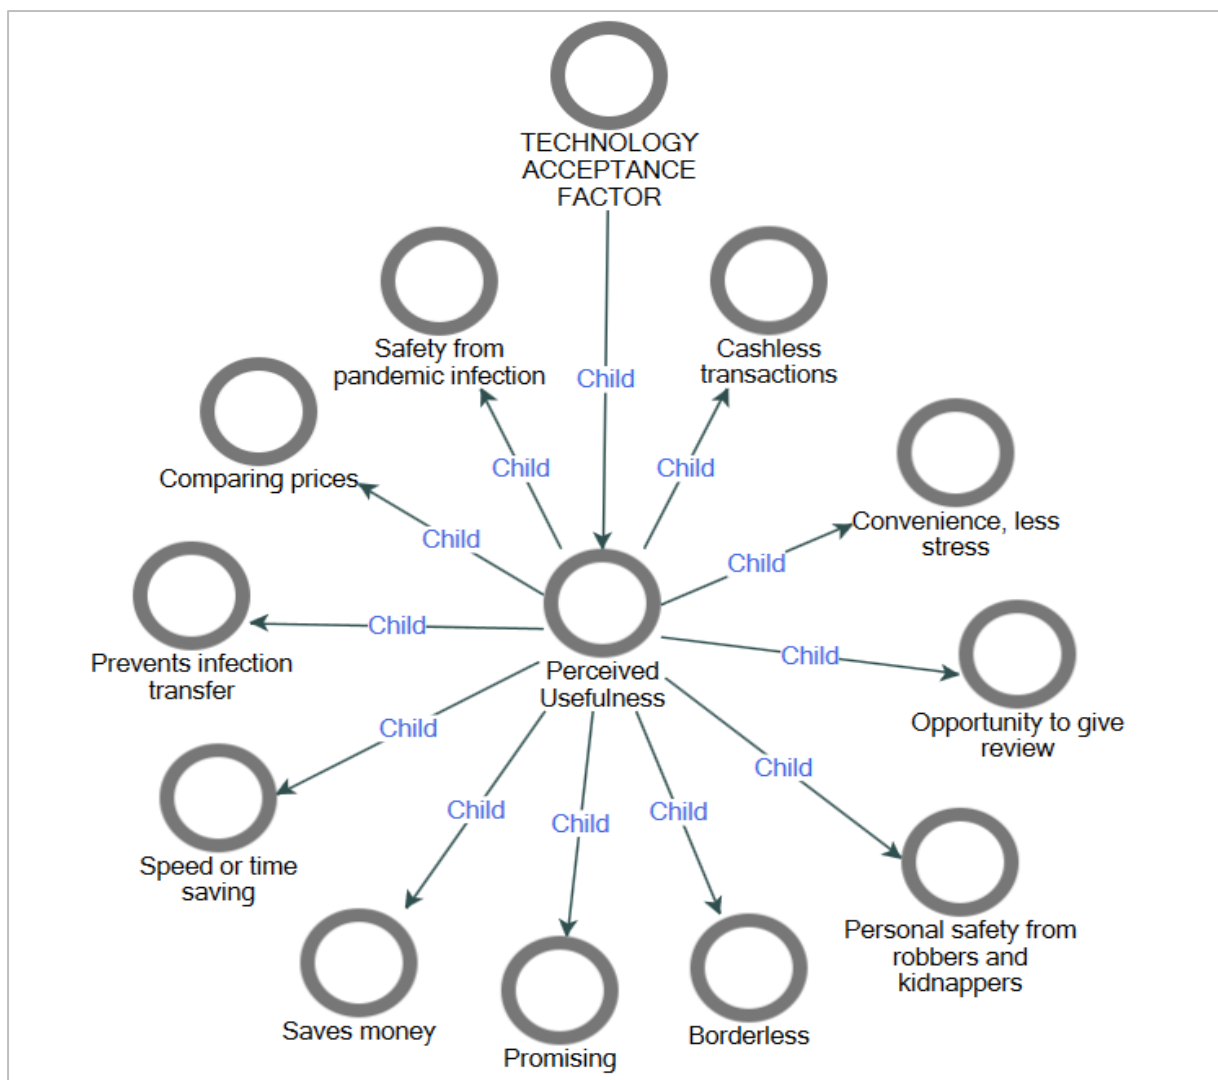 TECHNOLOGY
ACCEPTANCE
FACTOR
Safety from
pandemic infection
Child
Cashless
transactions
Comparing prices
Child
Child
Convenience, less
stress
Child
Child
Prevents infection
transfer
Child
Perceived
Usefulness
Child
Opportunity to give
review
Child
Child
Speed or time
saving
Child
Child
Child
Personal safety from
robbers and
kidnappers
Saves money
Promising
Borderless